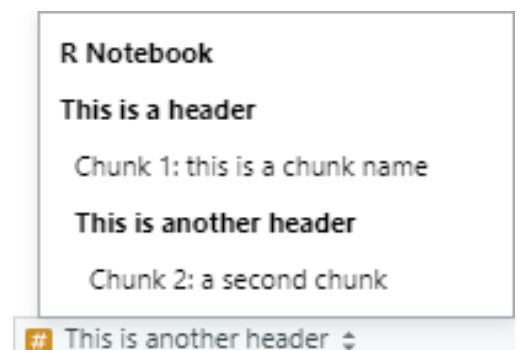 R Notebook
This is a header
Chunk 1: this is a chunk name
This is another header
Chunk 2: a second chunk
# This is another header